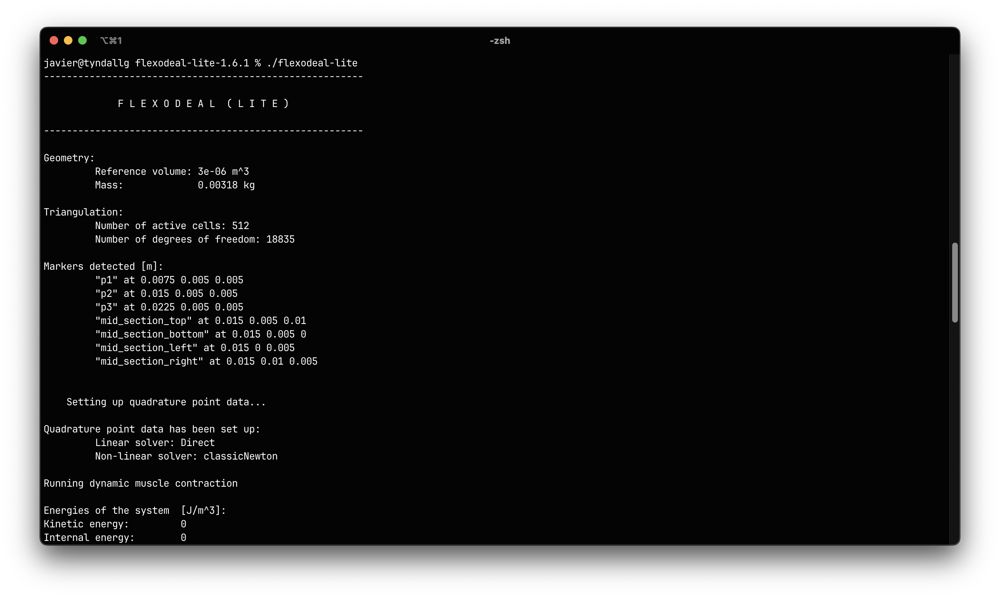 ⌥⌘1 -zsh
javier@tyndallg flexodeal-lite-1.6.1 % ./flexodeal-lite
--------------------------------------------------------
F L E X O D E A L  ( L I T E )
--------------------------------------------------------
Geometry:
Reference volume: 3e-06 m^3
Mass:             0.00318 kg
Triangulation:
Number of active cells: 512
Number of degrees of freedom: 18835
Markers detected [m]:
"p1" at 0.0075 0.005 0.005
"p2" at 0.015 0.005 0.005
"p3" at 0.0225 0.005 0.005
"mid_section_top" at 0.015 0.005 0.01
"mid_section_bottom" at 0.015 0.005 0
"mid_section_left" at 0.015 0 0.005
"mid_section_right" at 0.015 0.01 0.005
Setting up quadrature point data...
Quadrature point data has been set up:
Linear solver: Direct
Non-linear solver: classicNewton
Running dynamic muscle contraction
Energies of the system  [J/m^3]:
Kinetic energy:         0
Internal energy:        0